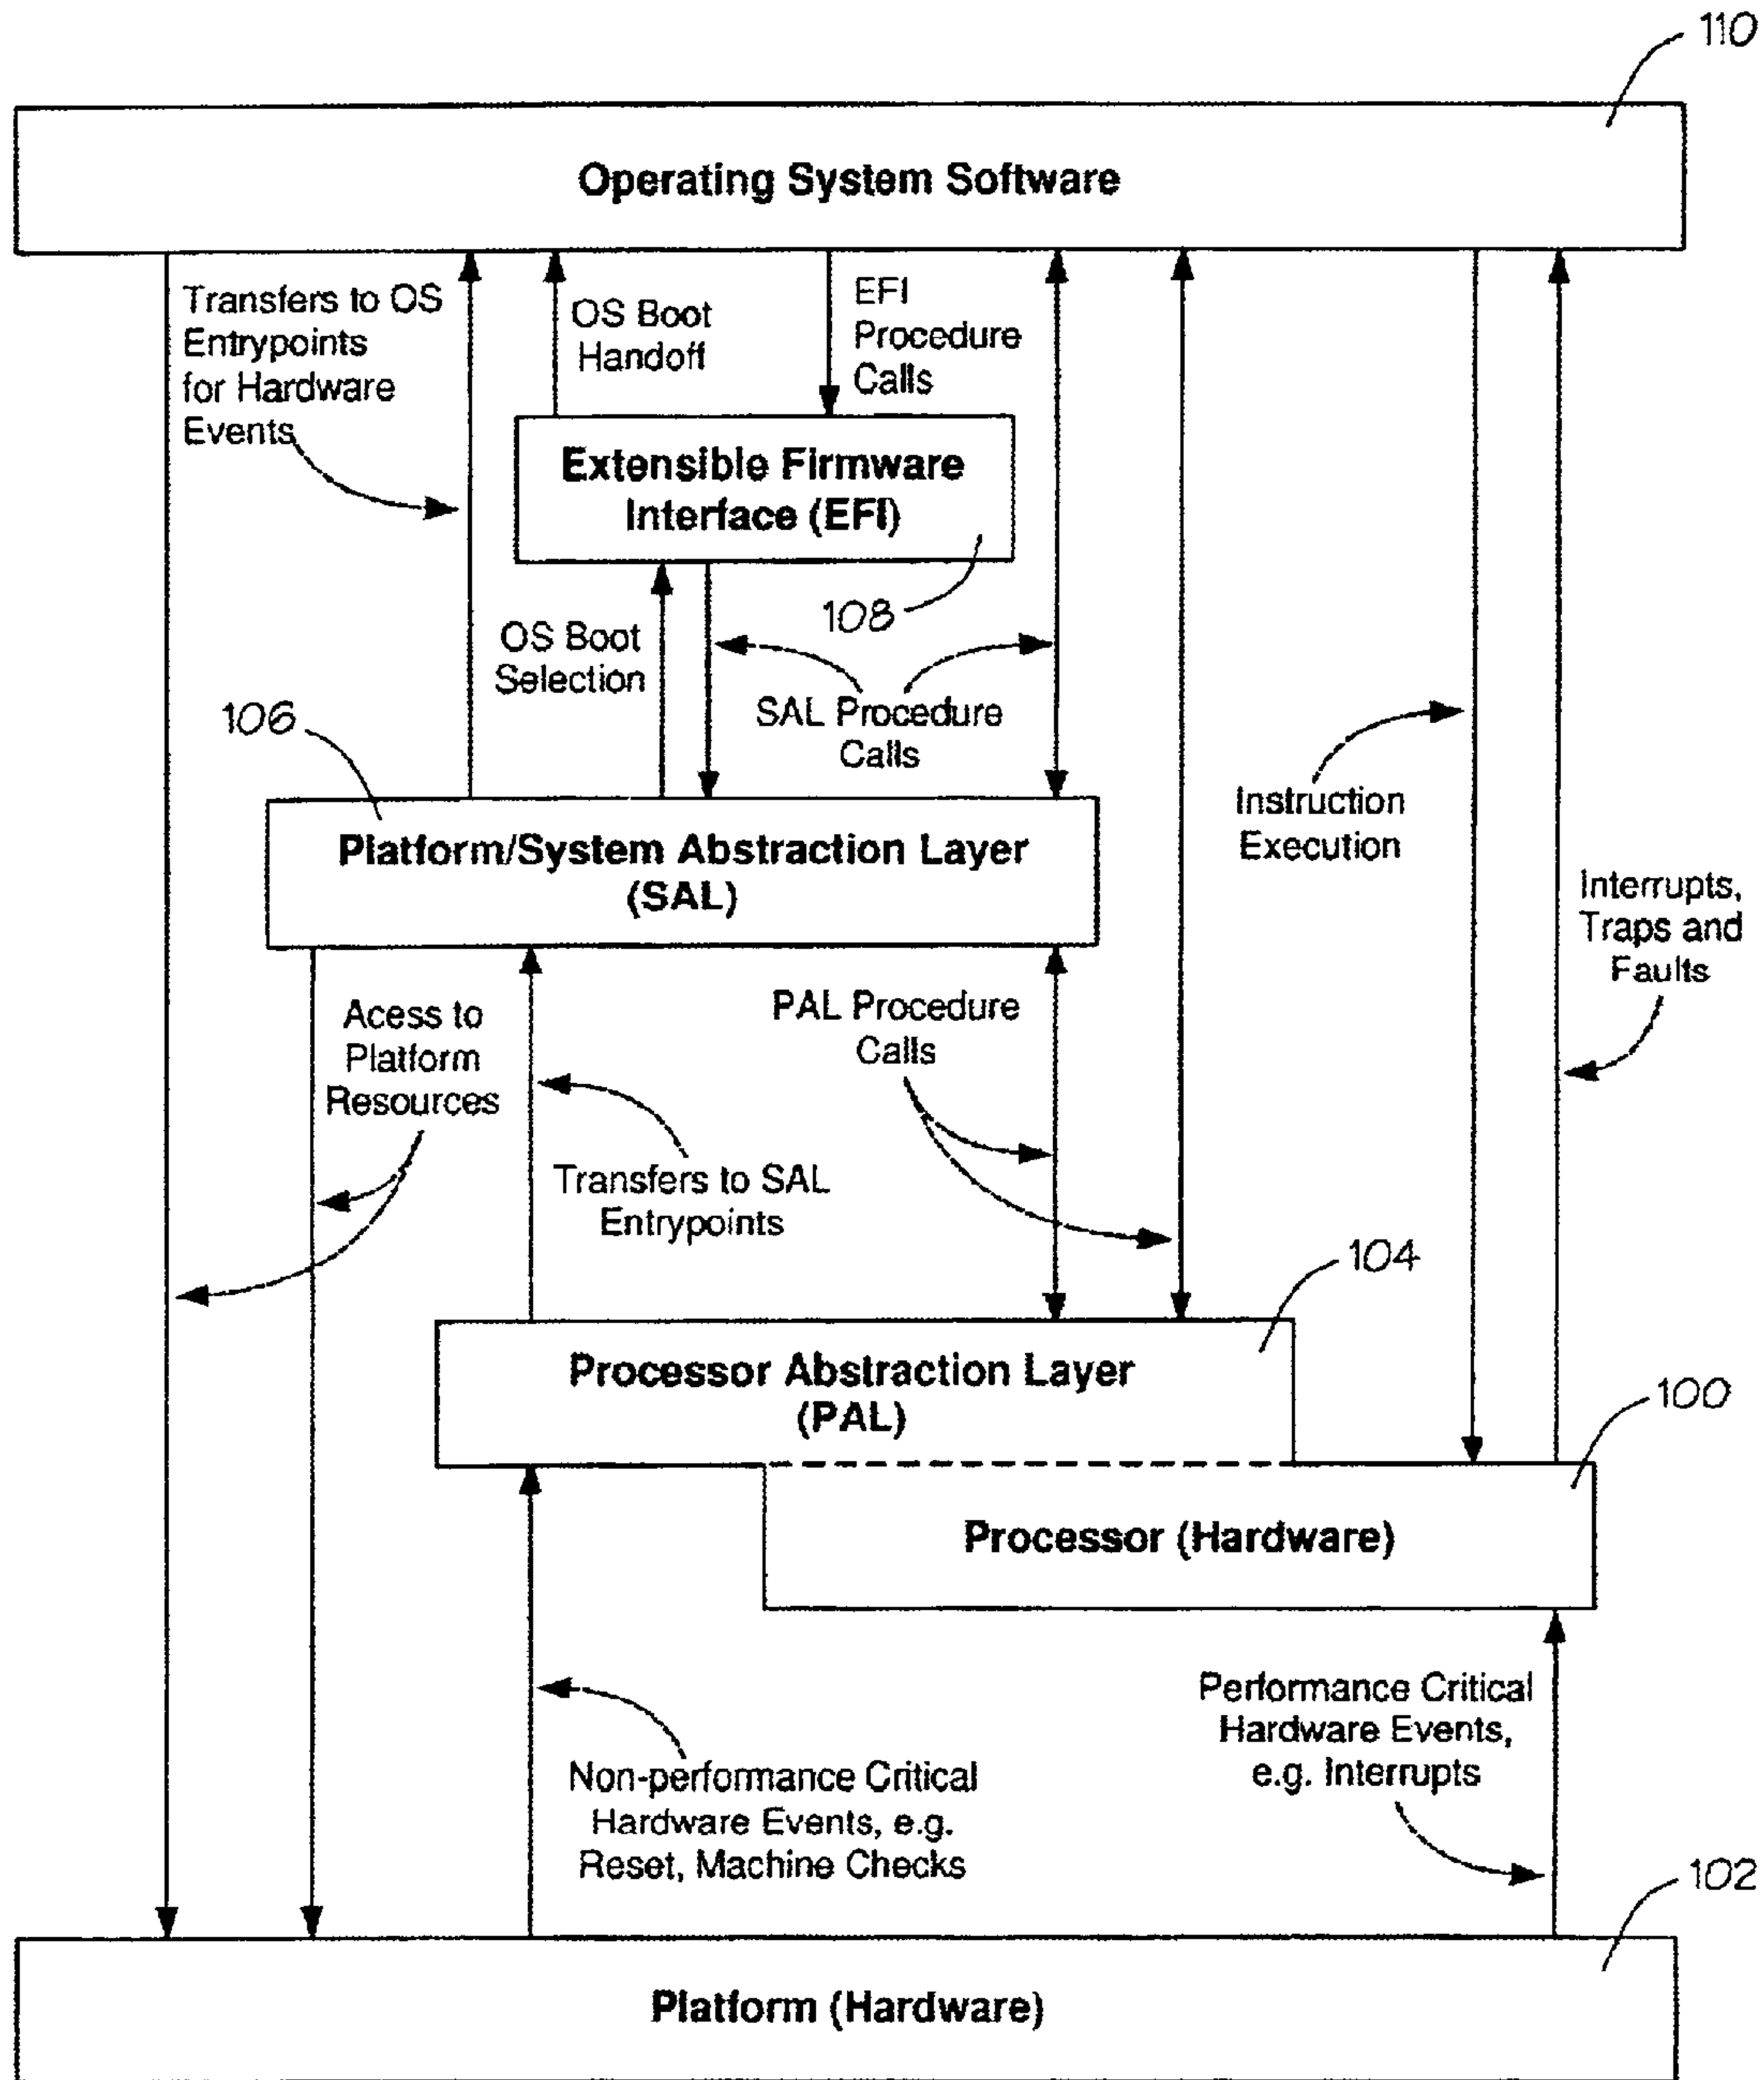 110
Operating System Software
Transfers to OS
Entrypoints
for Hardware
Events
OS Boot
Handoff
EFI
Procedure
Calls
Extensible Firmware
Interface (EFI)
108
OS Boot
Selection
SAL Procedure
Calls
106
Platform/System Abstraction Layer
(SAL)
Instruction
Execution
Interrupts,
Traps and
Faults
Acess to
Platform
Resources
PAL Procedure
Calls
Transfers to SAL
Entrypoints
104
Processor Abstraction Layer
(PAL)
100
Processor (Hardware)
Non-performance Critical
Hardware Events, e.g.
Reset, Machine Checks
Performance Critical
Hardware Events,
e.g. Interrupts
102
Platform (Hardware)